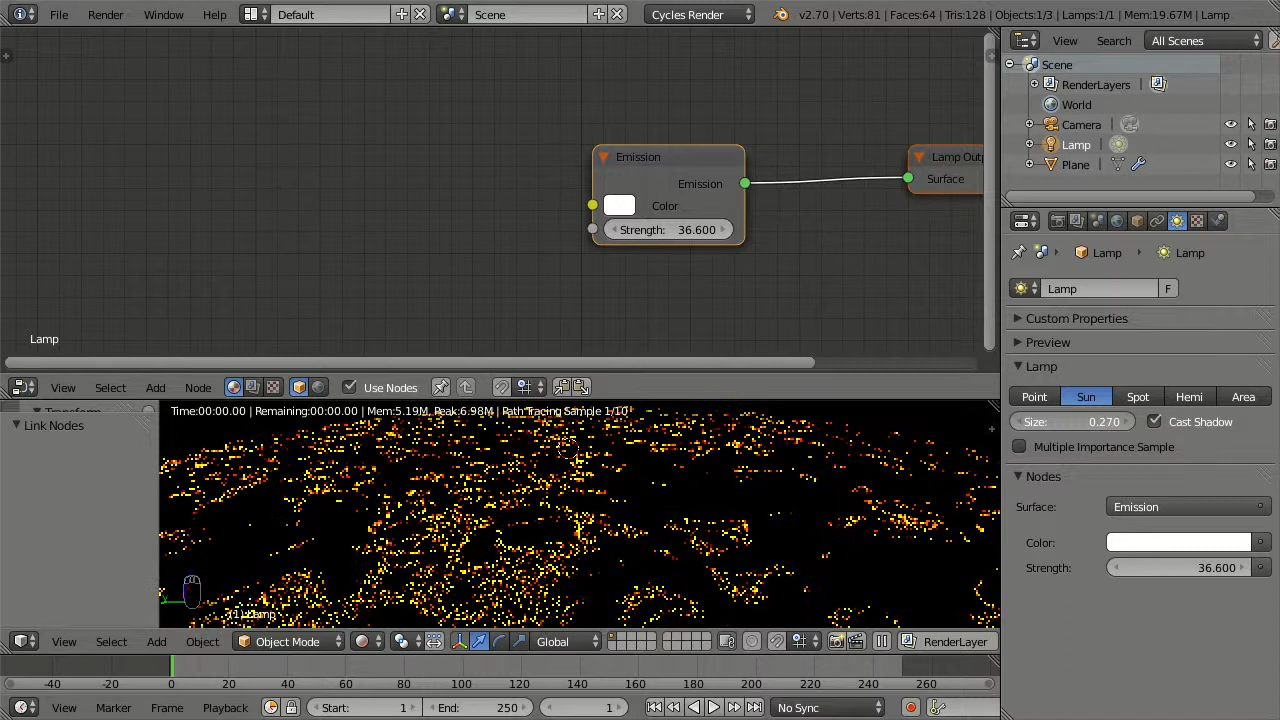 File Render Window Help Default Scene Cycles Render v2.70 | Verts:81 | Faces:64 | Tris:128 | Objects:1/3 | Lamps:1/1 | Mem:19.67M | Lamp
View Search All Scenes
Scene
RenderLayers
World
Camera
Lamp
Plane
Emission
Emission
Color
Strength: 36.600
Lamp Outp
Surface
Lamp
View Select Add Node Use Nodes
Lamp Lamp
Lamp F
Custom Properties
Preview
Lamp
Point Sun Spot Hemi Area
Size: 0.270 Cast Shadow
Multiple Importance Sample
Nodes
Surface: Emission
Color:
Strength: 36.600
Transform
Link Nodes
Time:00:00.00 | Remaining:00:00.00 | Mem:5.19M, Peak:6.98M | Path Tracing Sample 1/10
(1) Lamp
View Select Add Object Object Mode Global RenderLayer
-40 -20 0 20 40 60 80 100 120 140 160 180 200 220 240 260
View Marker Frame Playback Start: 1 End: 250 1 No Sync